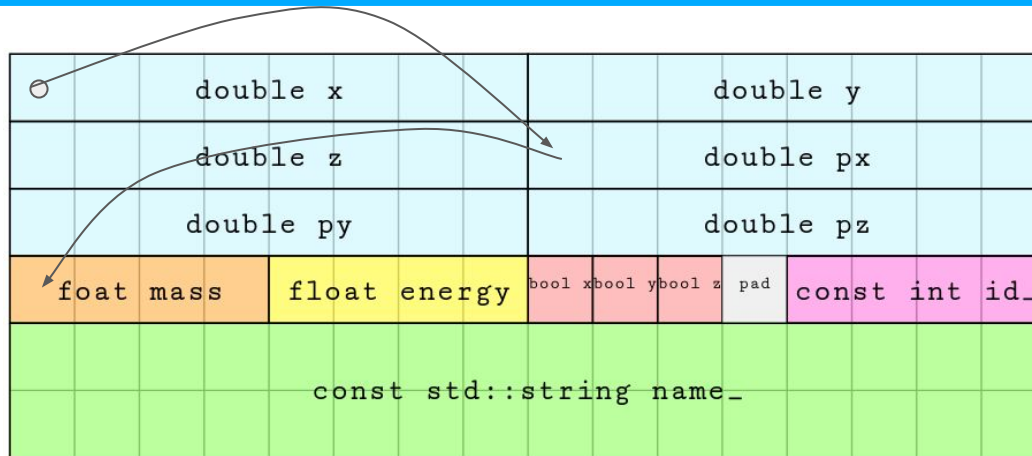 double x double y
double z double px
double py double pz
foat mass float energy bool x bool y bool z pad const int id_
const std::string name_